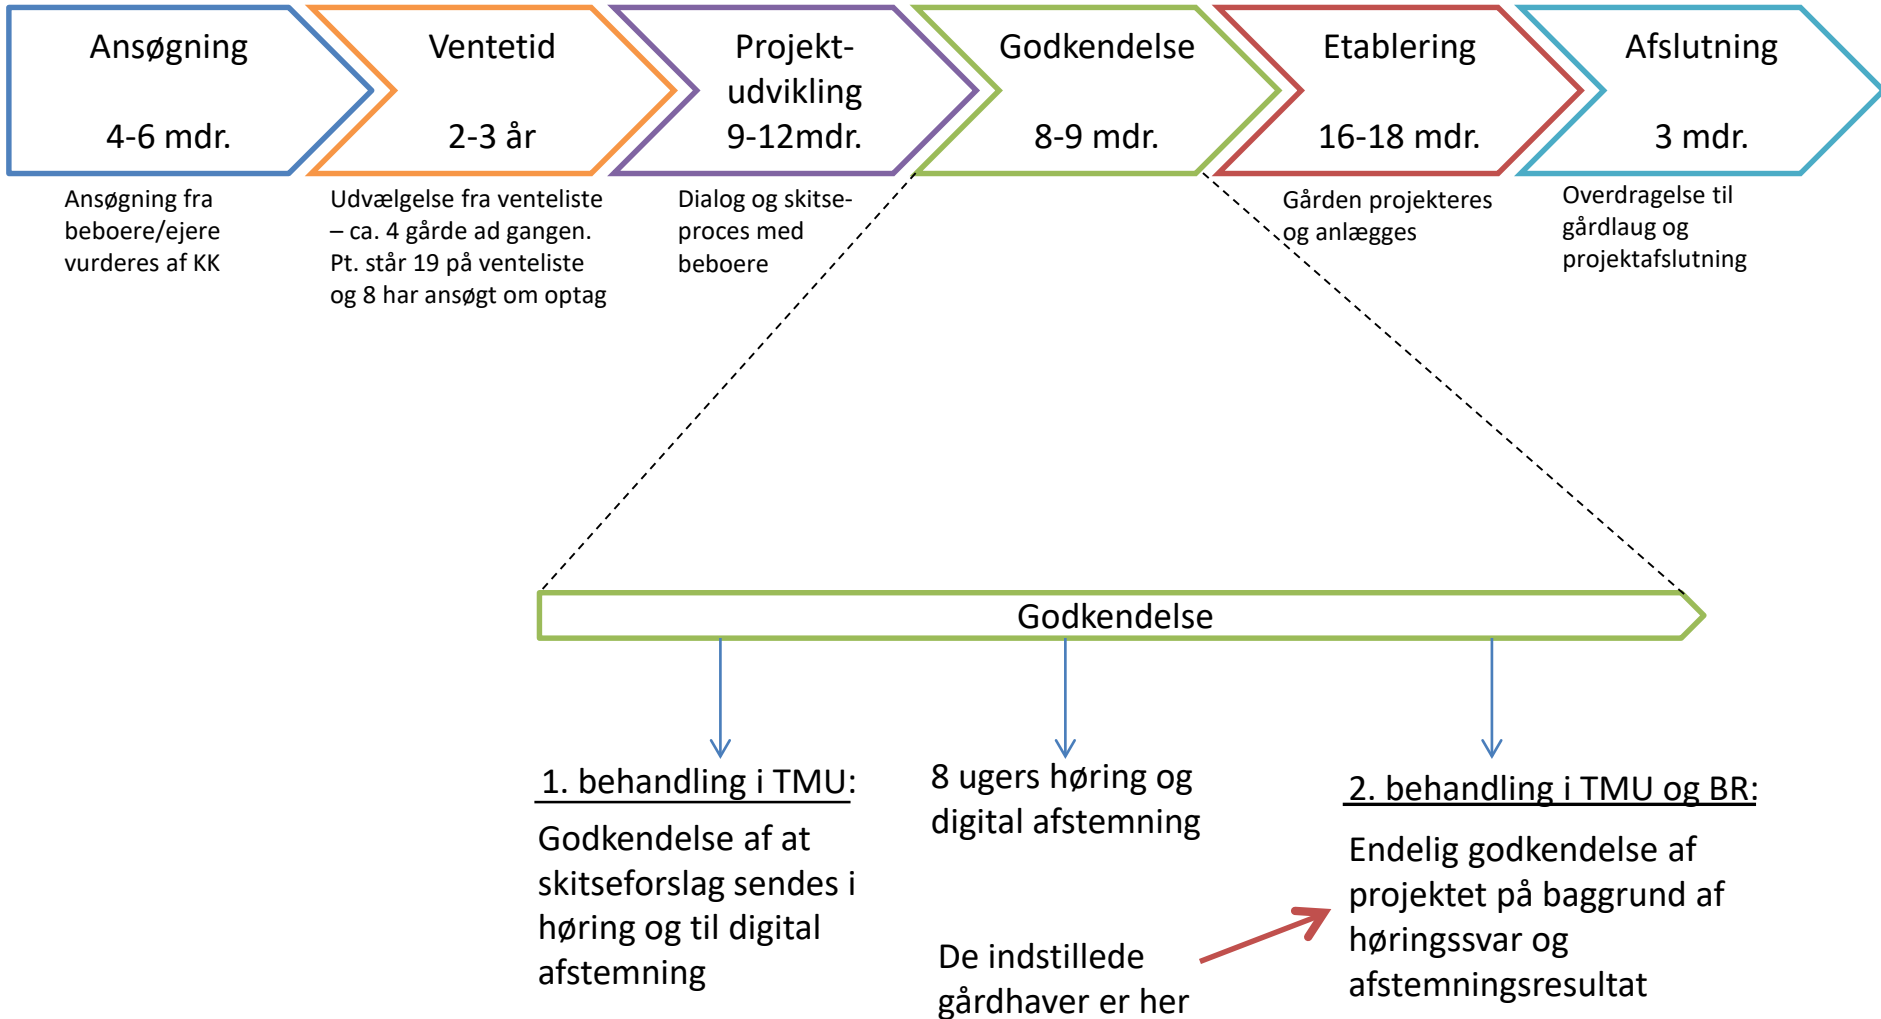 Ansøgning
4-6 mdr.
Ansøgning fra
beboere/ejere
vurderes af KK
Ventetid
2-3 år
Udvælgelse fra venteliste
– ca. 4 gårde ad gangen.
Pt. står 19 på venteliste
og 8 har ansøgt om optag
Projekt-
udvikling
9-12mdr.
Dialog og skitse-
proces med
beboere
Godkendelse
8-9 mdr.
Etablering
16-18 mdr.
Gården projekteres
og anlægges
Afslutning
3 mdr.
Overdragelse til
gårdlaug og
projektafslutning
Godkendelse
1. behandling i TMU:
Godkendelse af at
skitseforslag sendes i
høring og til digital
afstemning
8 ugers høring og
digital afstemning
De indstillede
gårdhaver er her
2. behandling i TMU og BR:
Endelig godkendelse af
projektet på baggrund af
høringssvar og
afstemningsresultat